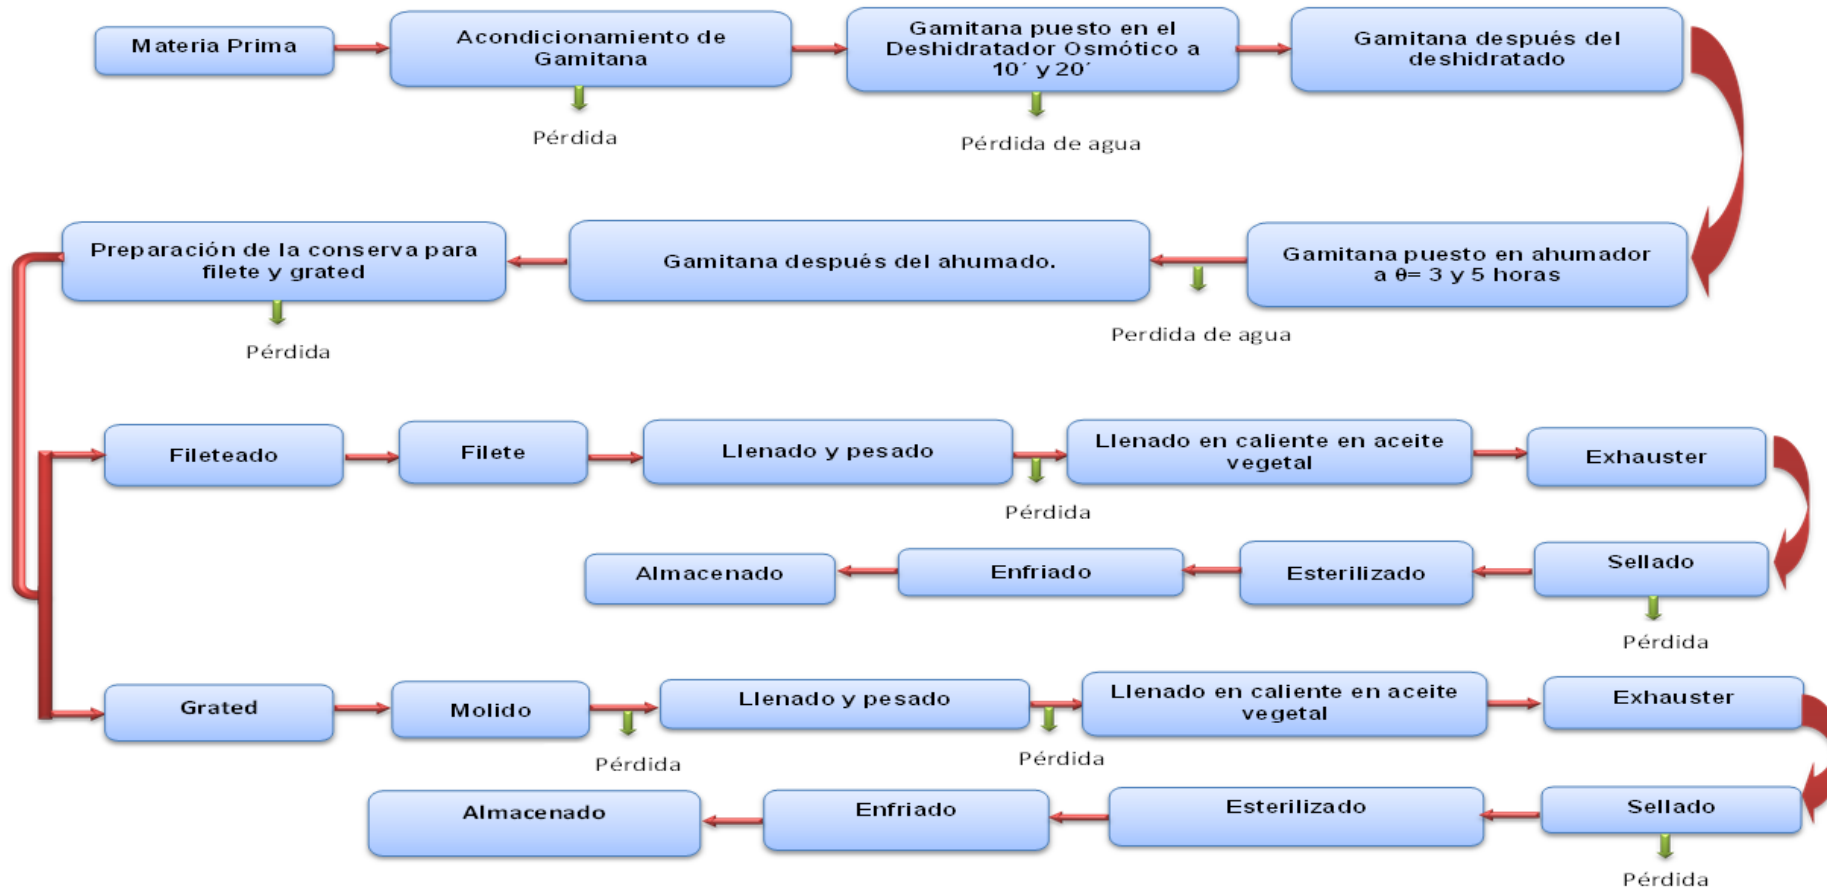 Materia Prima
Acondicionamiento de
Gamitana
Gamitana puesto en el
Deshidratador Osmótico a
10´ y 20´
Gamitana después del
deshidratado
Pérdida
Pérdida de agua
Preparación de la conserva para
filete y grated
Gamitana después del ahumado.
Gamitana puesto en ahumador
a θ= 3 y 5 horas
Pérdida
Perdida de agua
Fileteado
Filete
Llenado y pesado
Llenado en caliente en aceite
vegetal
Exhauster
Pérdida
Almacenado
Enfriado
Esterilizado
Sellado
Pérdida
Grated
Molido
Llenado y pesado
Llenado en caliente en aceite
vegetal
Exhauster
Pérdida
Pérdida
Almacenado
Enfriado
Esterilizado
Sellado
Pérdida